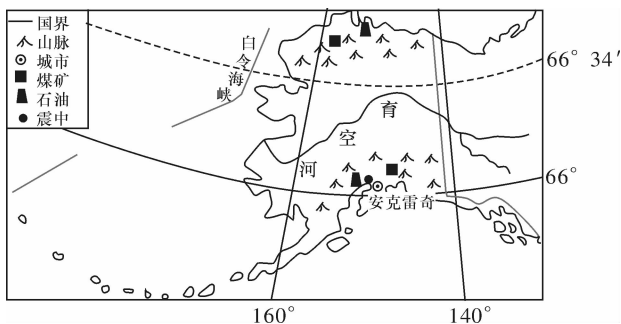 国界
山脉
城市
煤矿
石油
震中
白令海峡
育空河
安克雷奇
66° 34′
66°
160°
140°